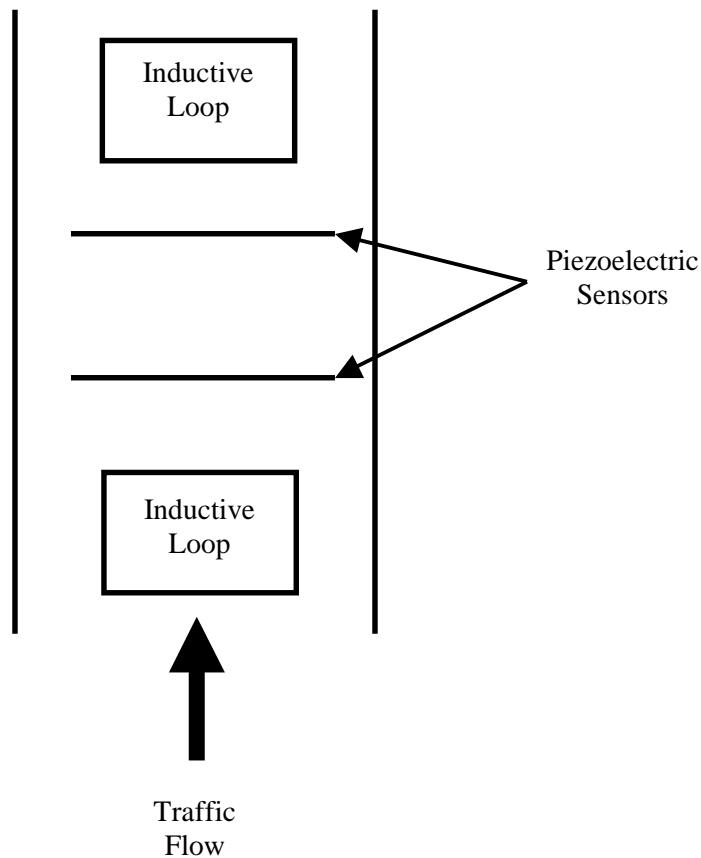 Inductive
Loop
Piezoelectric
Sensors
Inductive
Loop
Traffic
Flow